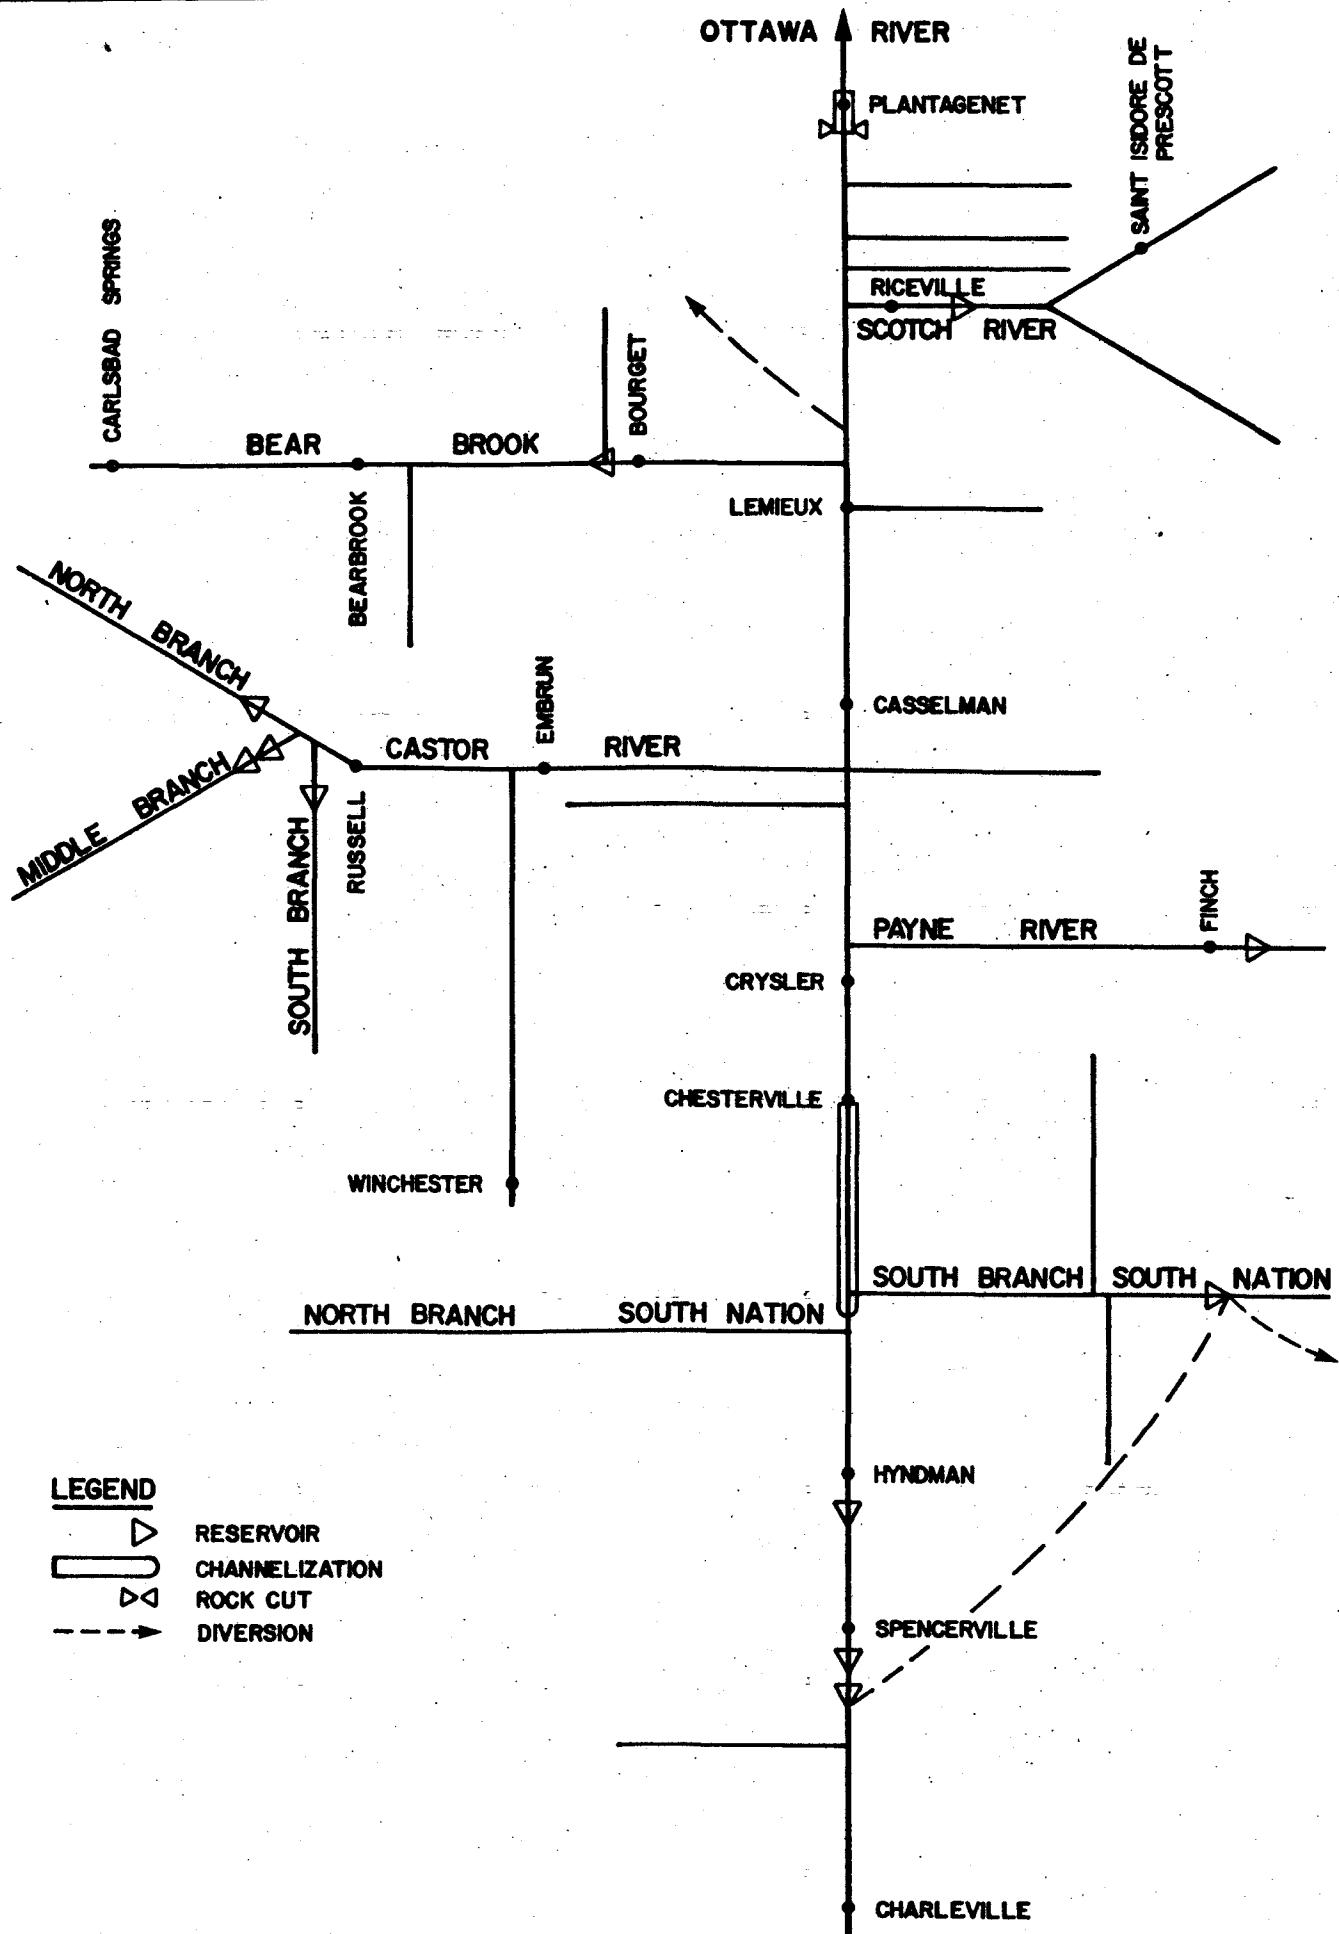 OTTAWA RIVER
PLANTAGENET
SAINT ISIDORE DE
PRESCOTT
CARLSBAD SPRINGS
RICEVILLE
SCOTCH RIVER
BOURGET
BEAR BROOK
BEARBROOK
LEMIEUX
NORTH BRANCH
EMBRUN
CASSELMAN
CASTOR RIVER
MIDDLE BRANCH
SOUTH BRANCH
RUSSELL
FINCH
PAYNE RIVER
CRYSLER
CHESTERVILLE
WINCHESTER
SOUTH BRANCH SOUTH NATION
NORTH BRANCH SOUTH NATION
HYNDMAN
LEGEND
RESERVOIR
CHANNELIZATION
ROCK CUT
DIVERSION
SPENCERVILLE
CHARLEVILLE